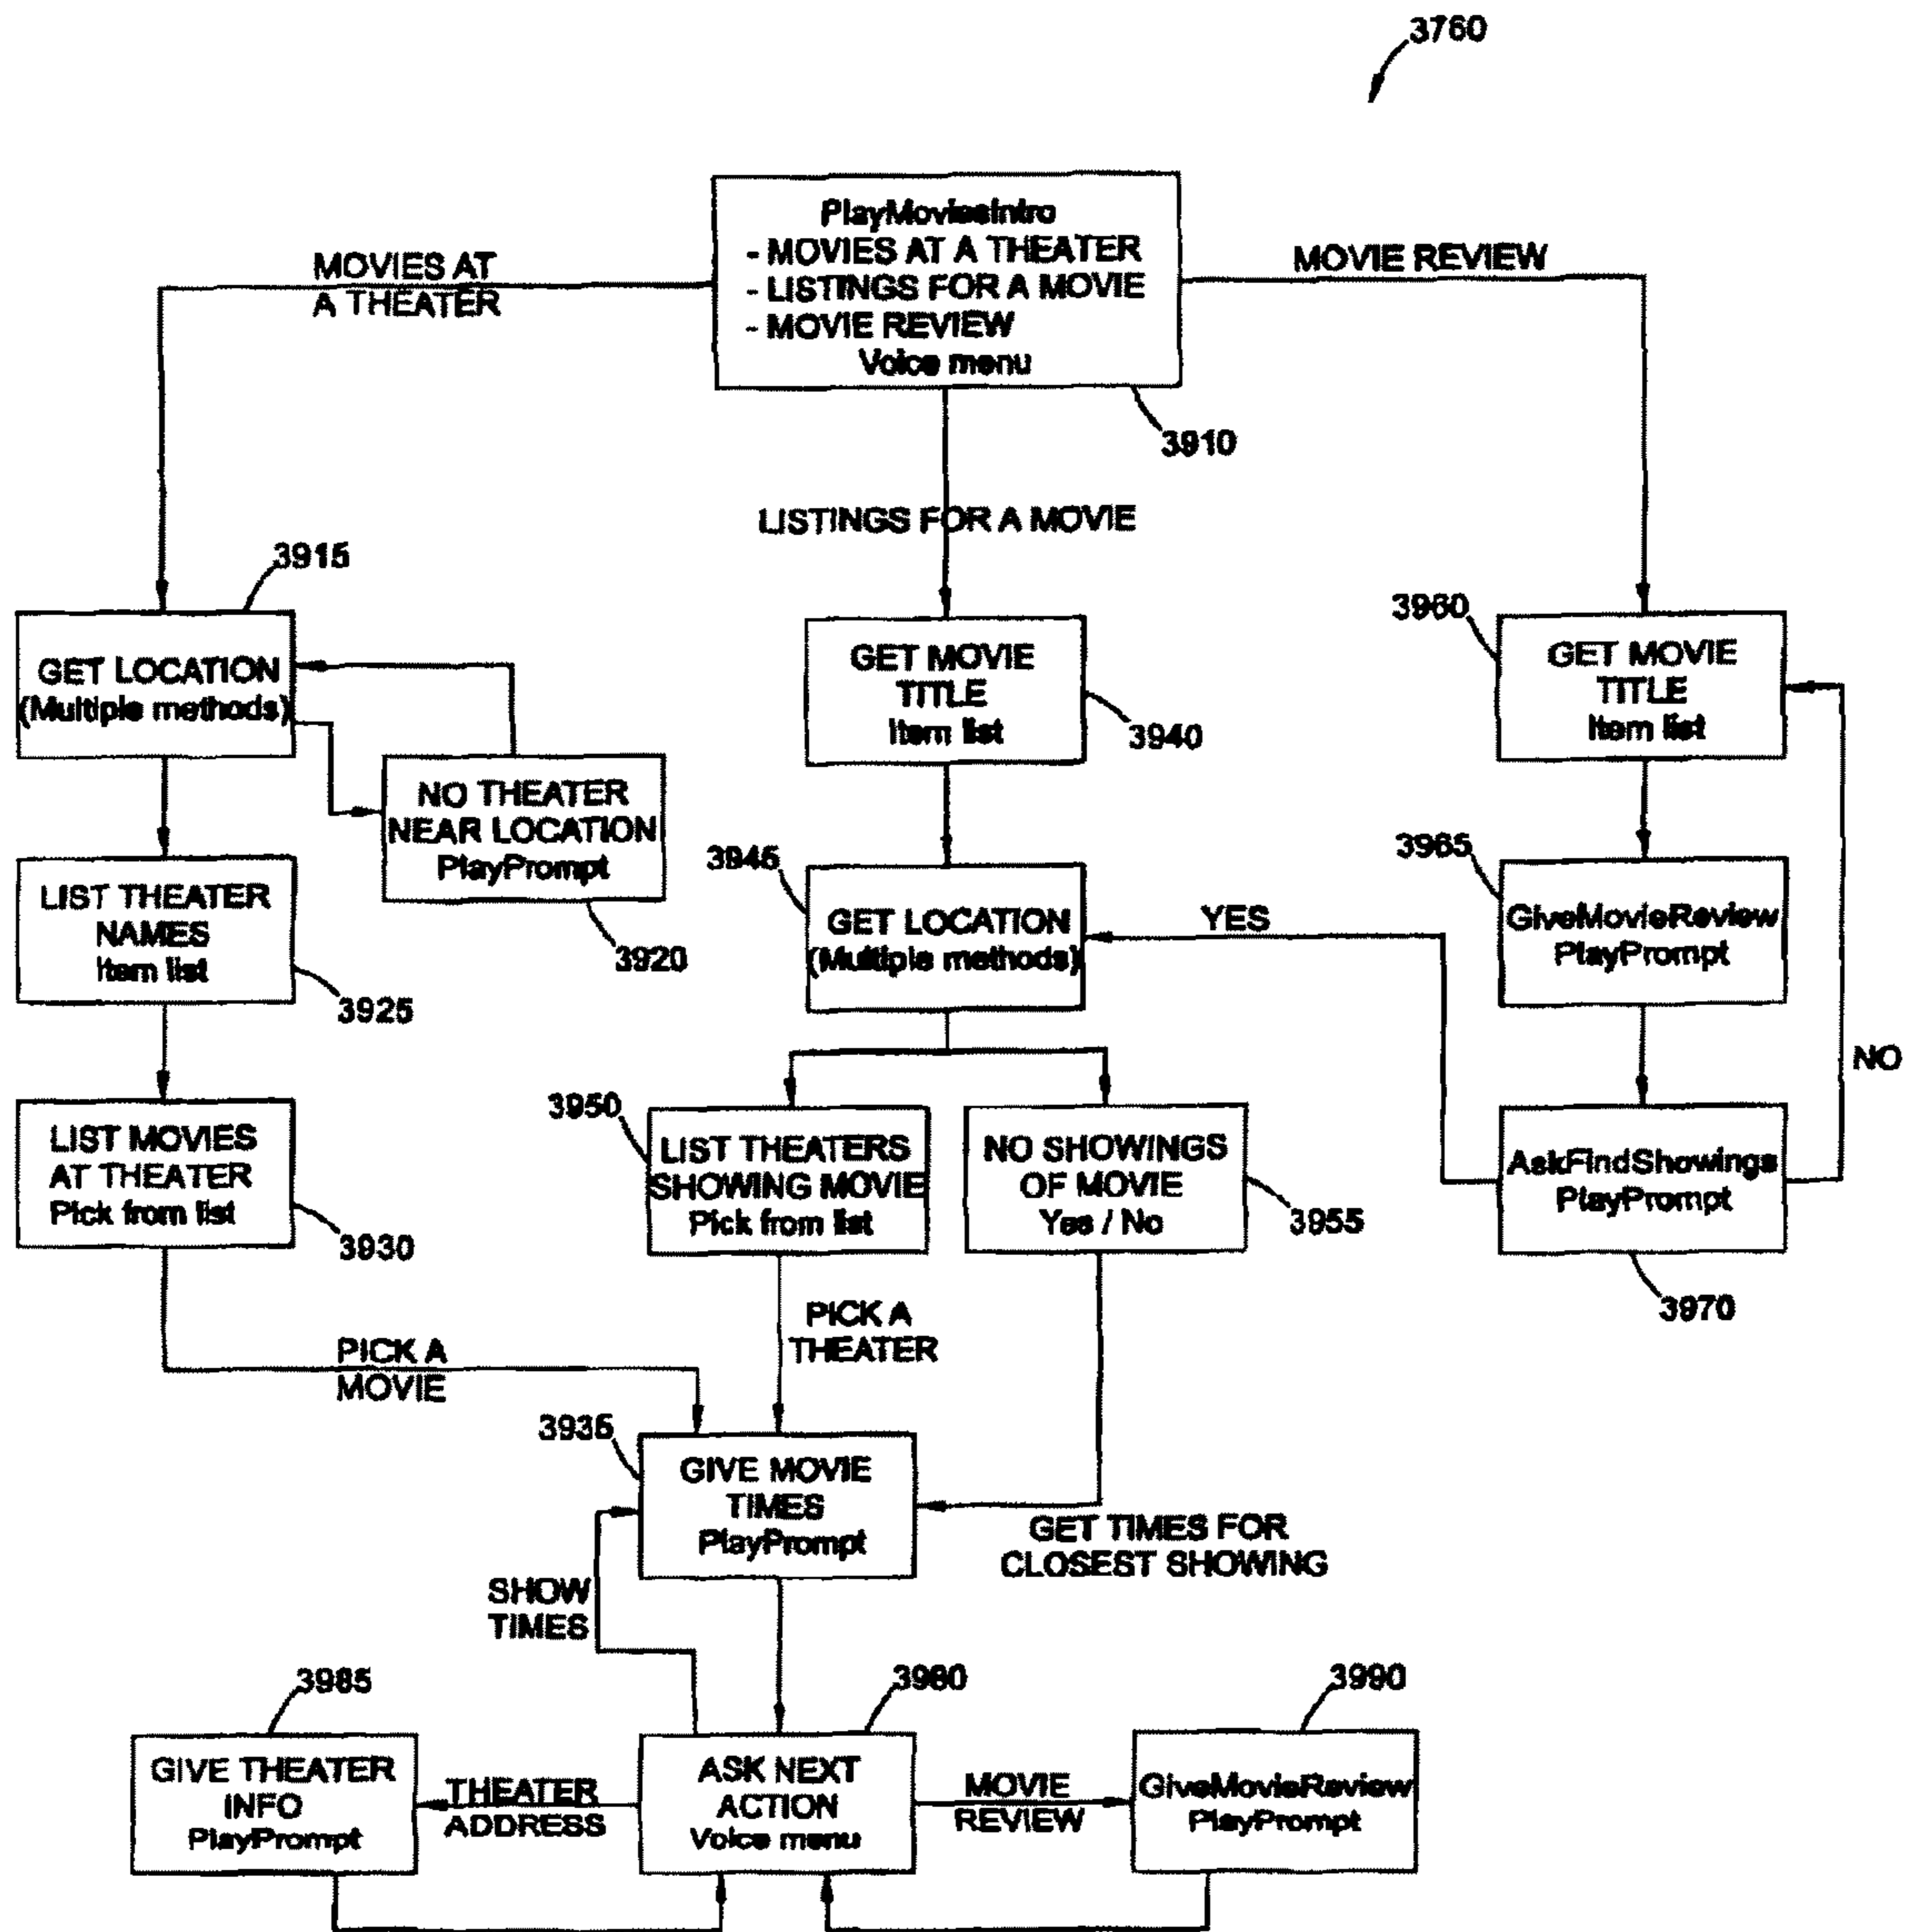 3760
PlayMoviesIntro
- MOVIES AT A THEATER
- LISTINGS FOR A MOVIE
- MOVIE REVIEW
Voice menu
3910
MOVIES AT
A THEATER
LISTINGS FOR A MOVIE
MOVIE REVIEW
3915
GET LOCATION
(Multiple methods)
NO THEATER
NEAR LOCATION
PlayPrompt
3920
LIST THEATER
NAMES
Item list
3925
LIST MOVIES
AT THEATER
Pick from list
3930
PICK A
MOVIE
GET MOVIE
TITLE
Item list
3940
3945
GET LOCATION
(Multiple methods)
3950
LIST THEATERS
SHOWING MOVIE
Pick from list
NO SHOWINGS
OF MOVIE
Yes / No
3955
PICK A
THEATER
3960
GET MOVIE
TITLE
Item list
3965
GiveMovieReview
PlayPrompt
YES
NO
AskFindShowings
PlayPrompt
3970
3935
GIVE MOVIE
TIMES
PlayPrompt
GET TIMES FOR
CLOSEST SHOWING
SHOW
TIMES
3985
GIVE THEATER
INFO
PlayPrompt
THEATER
ADDRESS
3980
ASK NEXT
ACTION
Voice menu
MOVIE
REVIEW
3990
GiveMovieReview
PlayPrompt